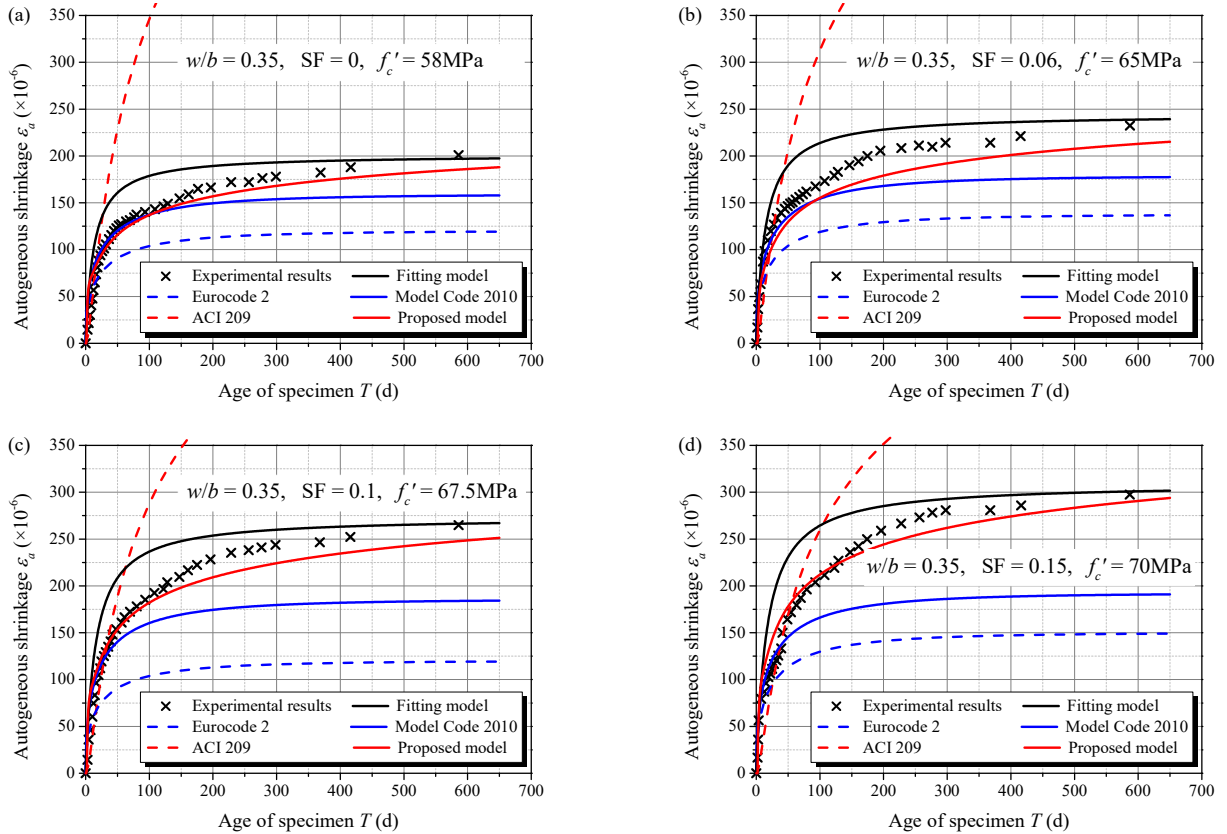 (a)
350
300
250
200
150
100
50
0
Autogeneous shrinkage εa (×10⁻⁶)
w/b = 0.35, SF = 0, fc′ = 58MPa
Experimental results
Eurocode 2
ACI 209
Fitting model
Model Code 2010
Proposed model
0 100 200 300 400 500 600 700
Age of specimen T (d)
(b)
350
300
250
200
150
100
50
0
Autogeneous shrinkage εa (×10⁻⁶)
w/b = 0.35, SF = 0.06, fc′ = 65MPa
Experimental results
Eurocode 2
ACI 209
Fitting model
Model Code 2010
Proposed model
0 100 200 300 400 500 600 700
Age of specimen T (d)
(c)
350
300
250
200
150
100
50
0
Autogeneous shrinkage εa (×10⁻⁶)
w/b = 0.35, SF = 0.1, fc′ = 67.5MPa
Experimental results
Eurocode 2
ACI 209
Fitting model
Model Code 2010
Proposed model
0 100 200 300 400 500 600 700
Age of specimen T (d)
(d)
350
300
250
200
150
100
50
0
Autogeneous shrinkage εa (×10⁻⁶)
w/b = 0.35, SF = 0.15, fc′ = 70MPa
Experimental results
Eurocode 2
ACI 209
Fitting model
Model Code 2010
Proposed model
0 100 200 300 400 500 600 700
Age of specimen T (d)